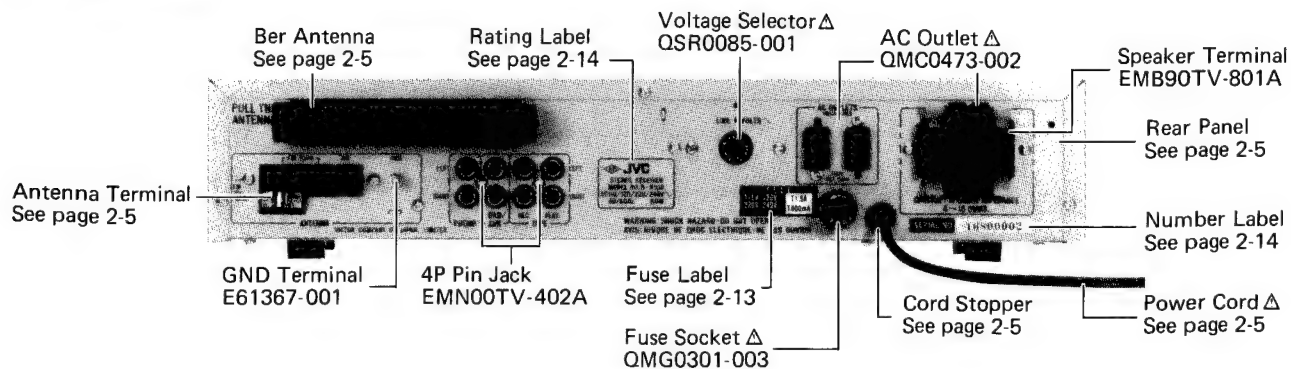 Ber Antenna
See page 2-5
Rating Label
See page 2-14
Voltage Selector⚠
QSR0085-001
AC Outlet⚠
QMC0473-002
Speaker Terminal
EMB90TV-801A
Rear Panel
See page 2-5
Antenna Terminal
See page 2-5
Number Label
See page 2-14
GND Terminal
E61367-001
4P Pin Jack
EMN00TV-402A
Fuse Label
See page 2-13
Fuse Socket⚠
QMG0301-003
Cord Stopper
See page 2-5
Power Cord⚠
See page 2-5
ANTENNA
JVC